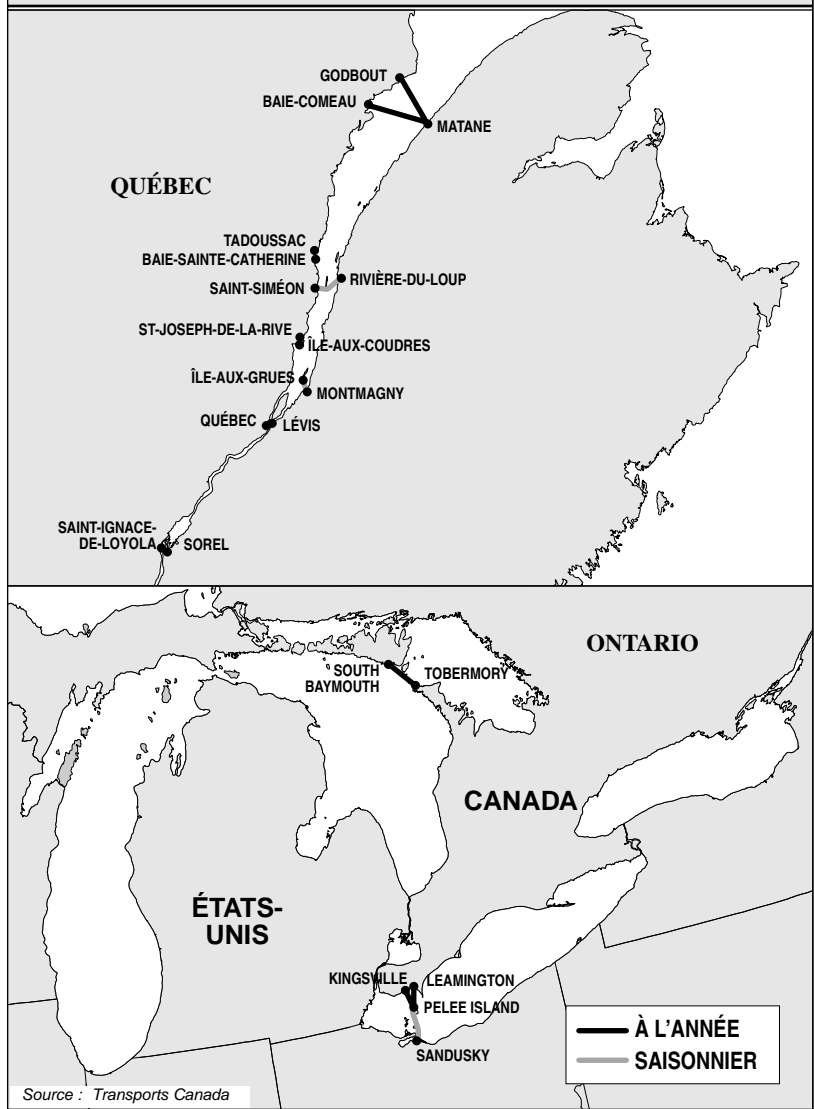 GODBOUT
BAIE-COMEAU
MATANE
QUÉBEC
TADOUSSAC
BAIE-SAINTE-CATHERINE
RIVIÈRE-DU-LOUP
SAINT-SIMÉON
ST-JOSEPH-DE-LA-RIVE
ÎLE-AUX-COUDRES
ÎLE-AUX-GRUES
MONTMAGNY
QUÉBEC
LÉVIS
SAINT-IGNACE-
DE-LOYOLA
SOREL
ONTARIO
SOUTH
BAYMOUTH
TOBERMORY
CANADA
ÉTATS-
UNIS
KINGSVILLE
LEAMINGTON
PELEE ISLAND
SANDUSKY
À L'ANNÉE
SAISONNIER
Source : Transports Canada